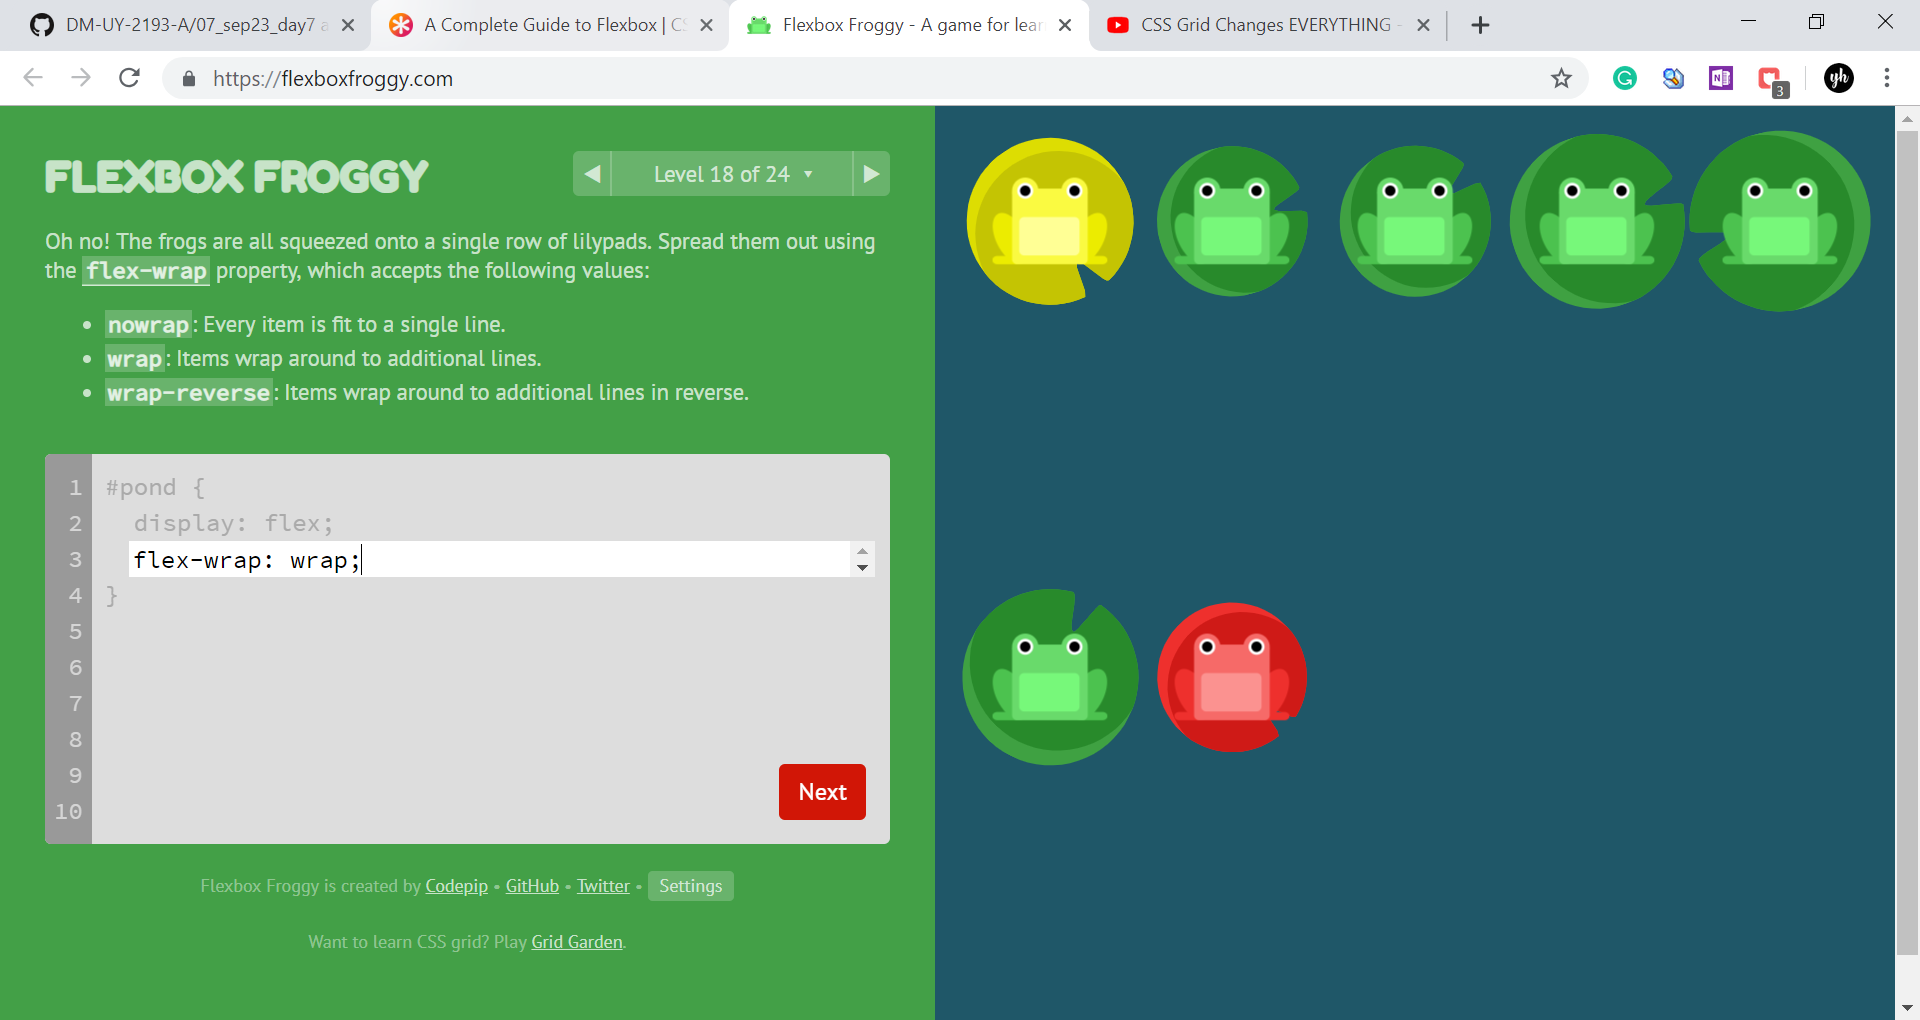 DM-UY-2193-A/07_sep23_day7
A Complete Guide to Flexbox | CS
Flexbox Froggy - A game for lear
CSS Grid Changes EVERYTHING -
https://flexboxfroggy.com
3
yh
FLEXBOX FROGGY
Level 18 of 24
Oh no! The frogs are all squeezed onto a single row of lilypads. Spread them out using
the flex-wrap property, which accepts the following values:
• nowrap: Every item is fit to a single line.
• wrap: Items wrap around to additional lines.
• wrap-reverse: Items wrap around to additional lines in reverse.
1 #pond {
2 display: flex;
3 flex-wrap: wrap;
4 }
5
6
7
8
9
10
Next
Flexbox Froggy is created by Codepip • GitHub • Twitter • Settings
Want to learn CSS grid? Play Grid Garden.